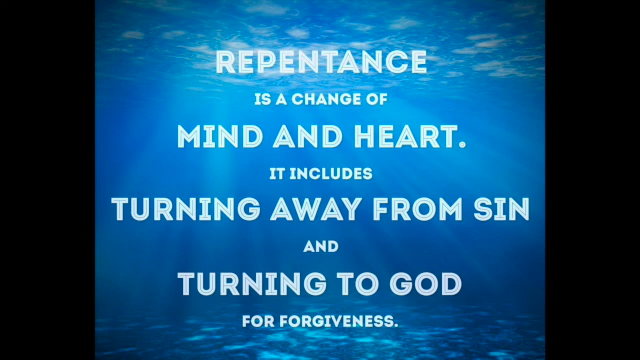 REPENTANCE
IS A CHANGE OF
MIND AND HEART.
IT INCLUDES
TURNING AWAY FROM SIN
AND
TURNING TO GOD
FOR FORGIVENESS.